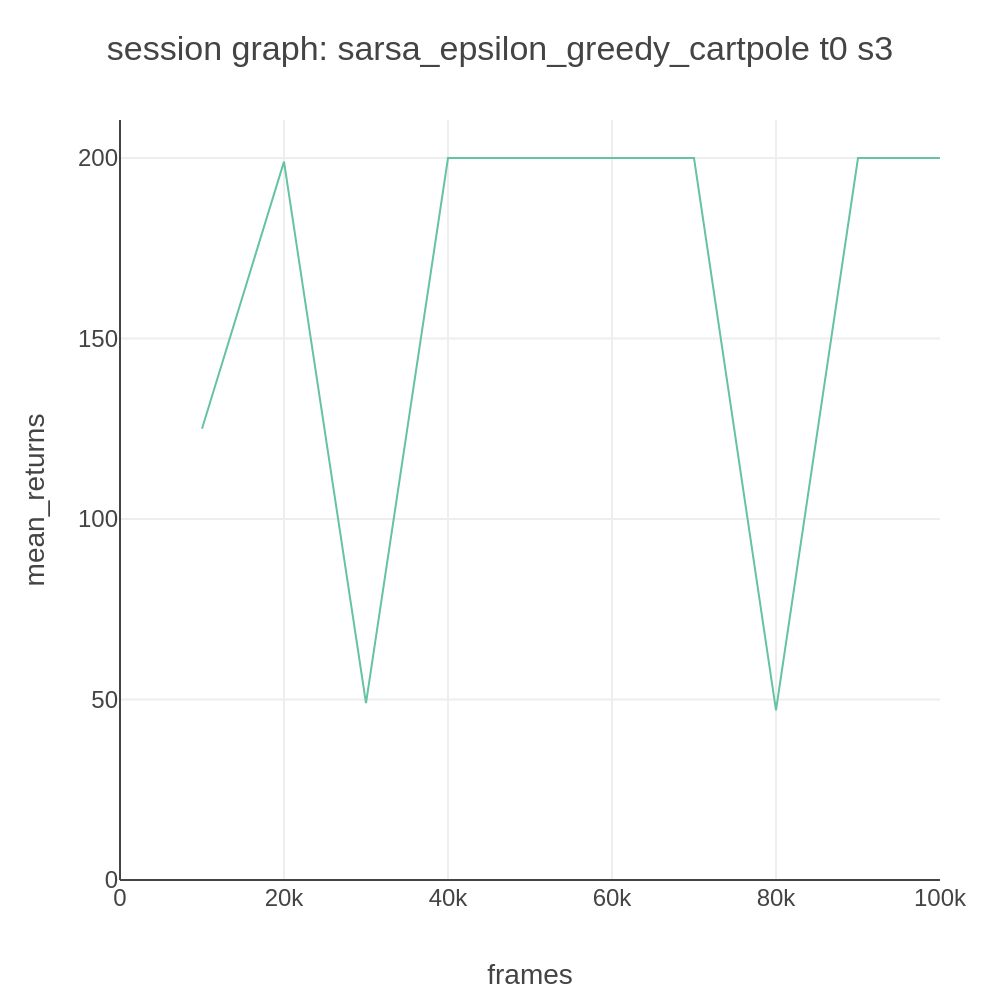 session graph: sarsa_epsilon_greedy_cartpole t0 s3
mean_returns
200
150
100
50
0
0 20k 40k 60k 80k 100k
frames